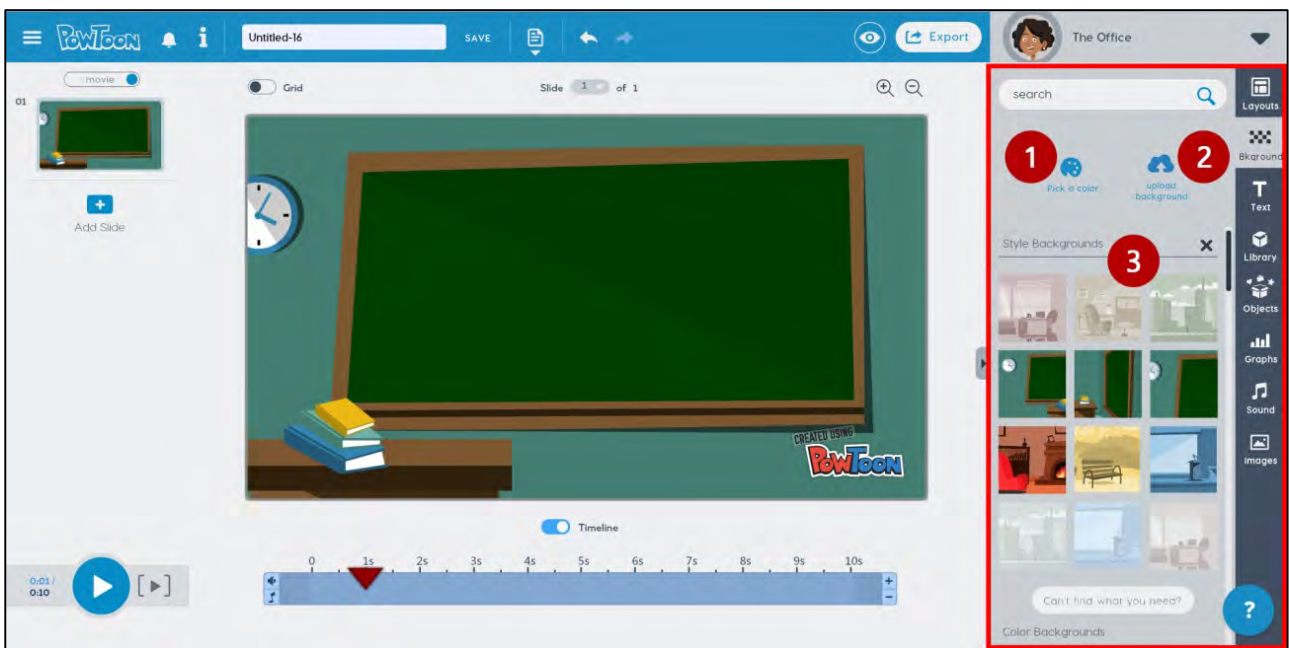 POWTOON
i
Untitled-16
SAVE
Export
The Office
movie
01
Add Slide
Grid
Slide 1 of 1
CREATED USING
POWTOON
Timeline
0 1s 2s 3s 4s 5s 6s 7s 8s 9s 10s
+
-
0:01 /
0:10
search
1
2
Pick a color
upload
background
Style Backgrounds
3
Can't find what you need?
Color Backgrounds
Layouts
Bkground
T
Text
Library
Objects
Graphs
Sound
Images
?